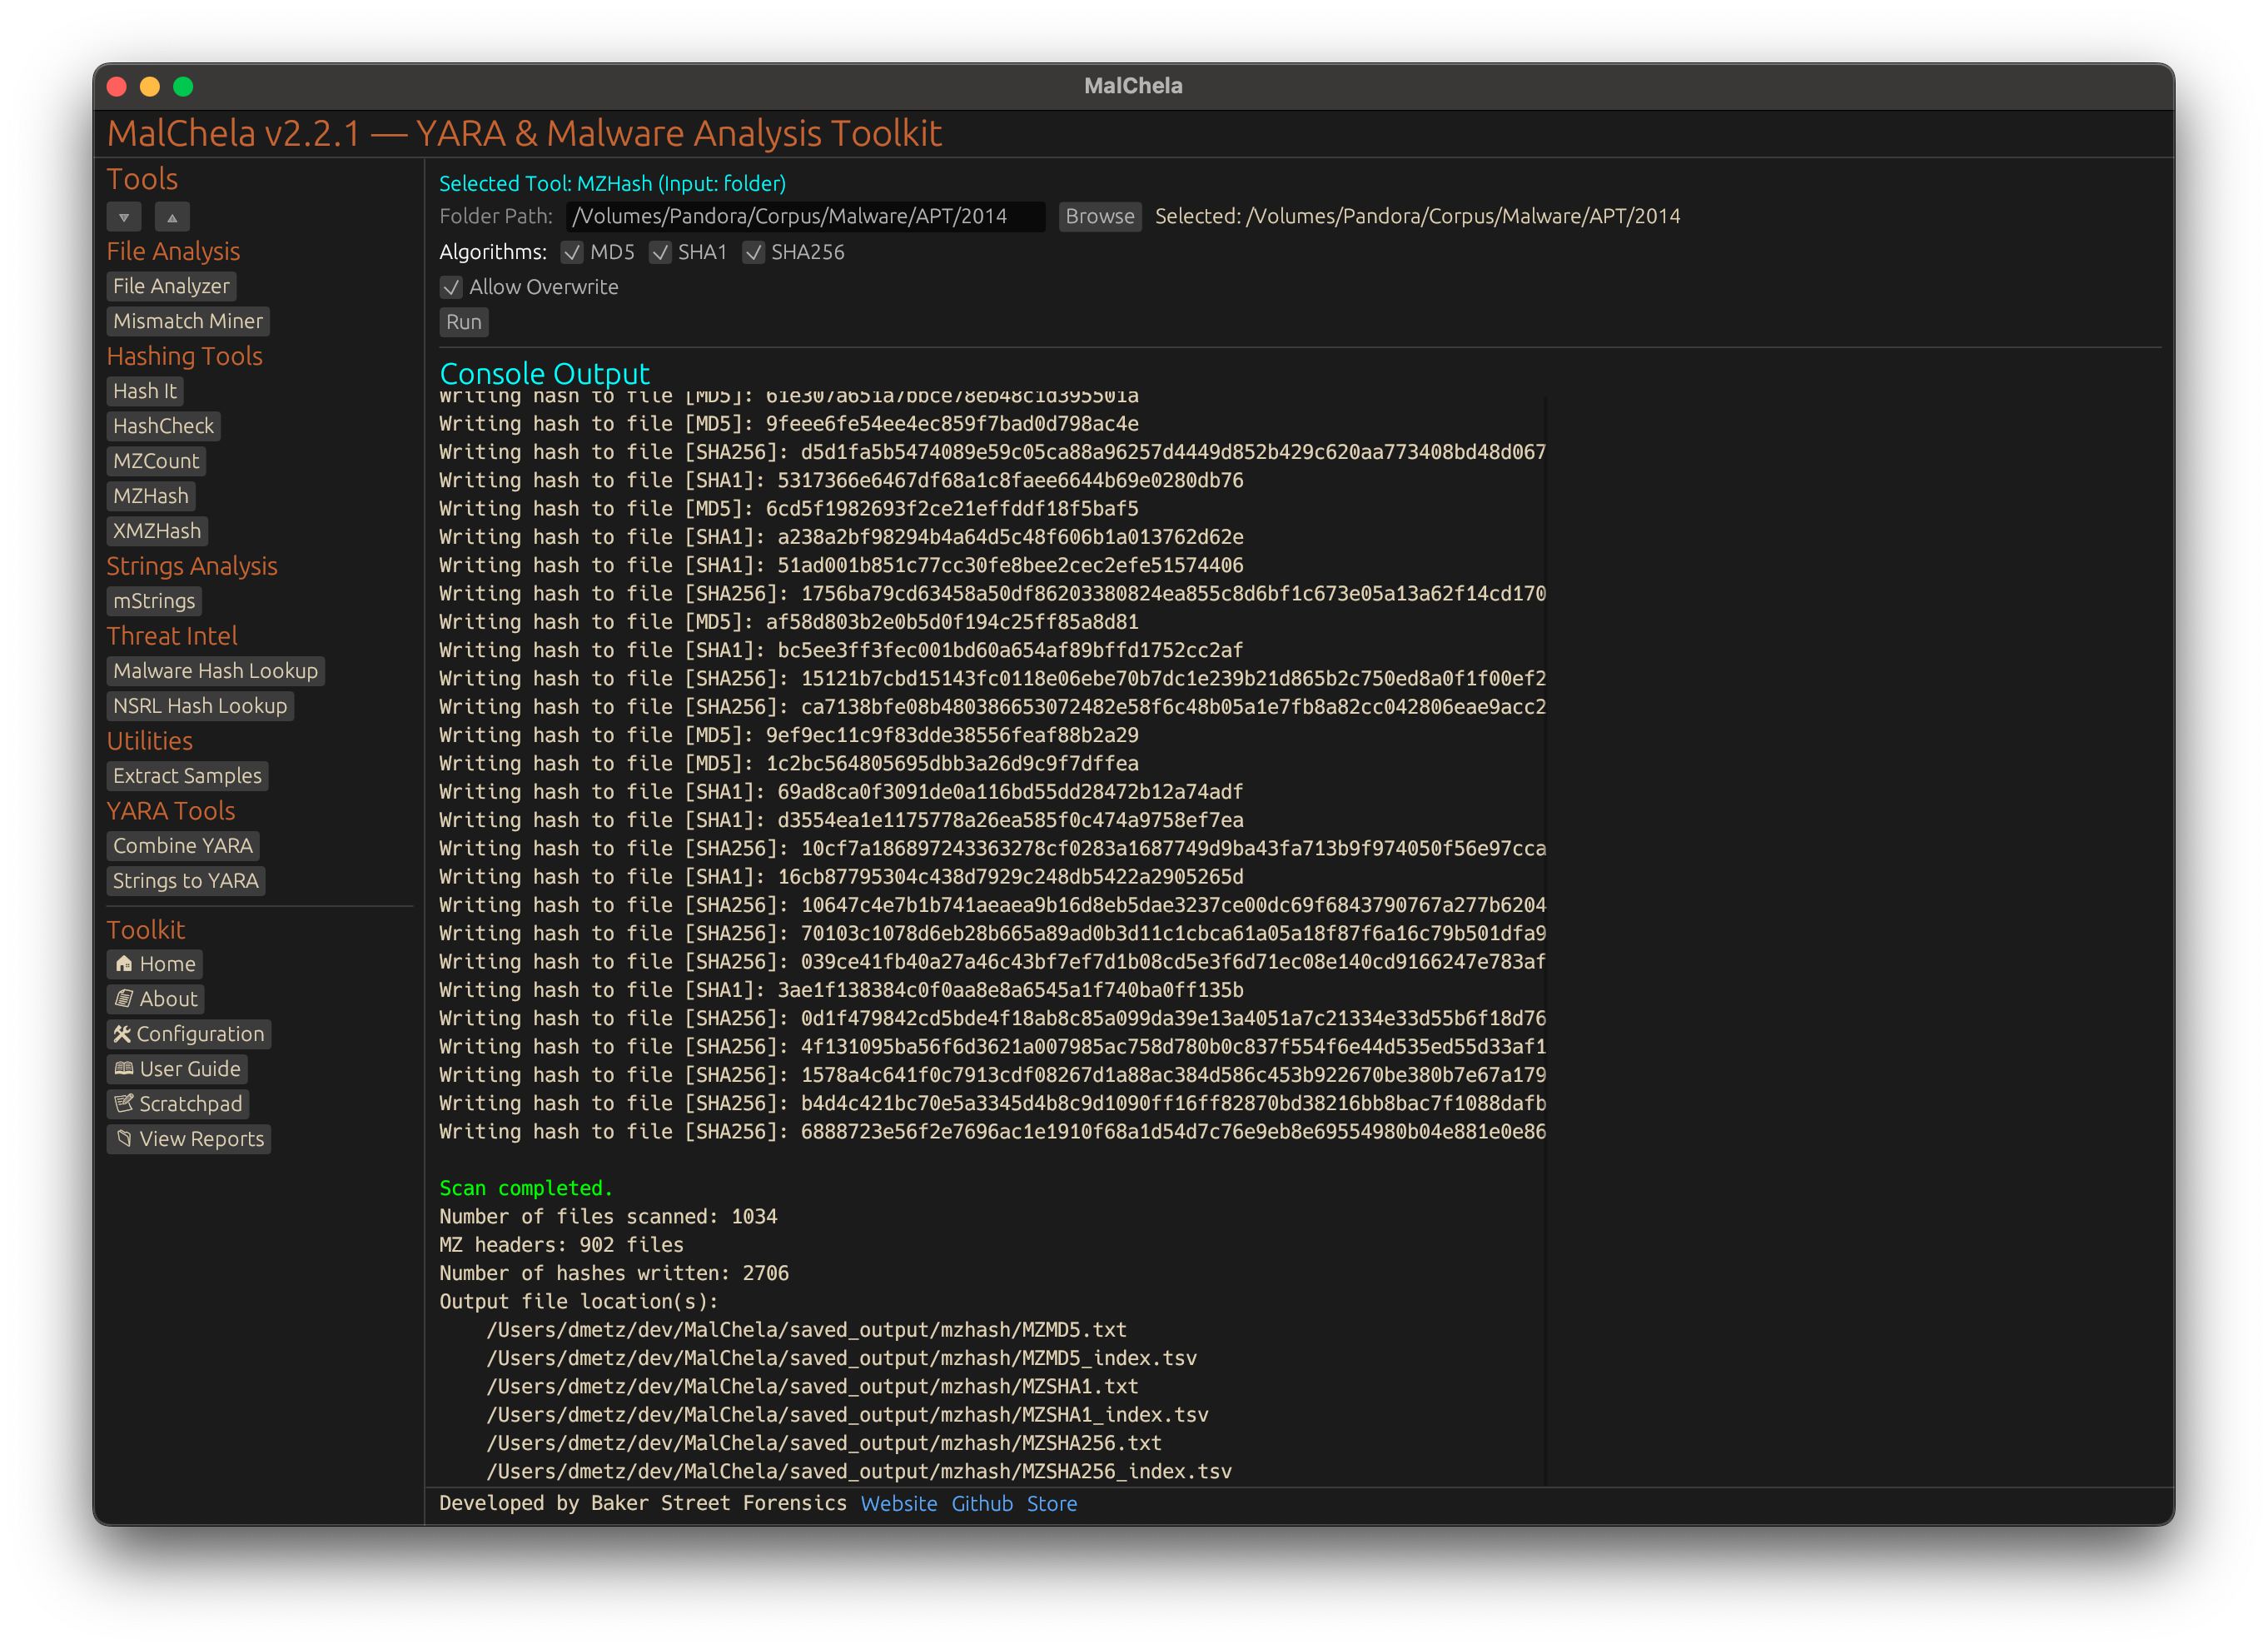 MalChela
MalChela v2.2.1 — YARA & Malware Analysis Toolkit
Tools
File Analysis
File Analyzer
Mismatch Miner
Hashing Tools
Hash It
HashCheck
MZCount
MZHash
XMZHash
Strings Analysis
mStrings
Threat Intel
Malware Hash Lookup
NSRL Hash Lookup
Utilities
Extract Samples
YARA Tools
Combine YARA
Strings to YARA
Toolkit
Home
About
Configuration
User Guide
Scratchpad
View Reports
Selected Tool: MZHash (Input: folder)
Folder Path: /Volumes/Pandora/Corpus/Malware/APT/2014 Browse Selected: /Volumes/Pandora/Corpus/Malware/APT/2014
Algorithms: MD5 SHA1 SHA256
Allow Overwrite
Run
Console Output
Writing hash to file [MD5]: 61e307a651a7bbce78eb48c1d395501a
Writing hash to file [MD5]: 9feee6fe54ee4ec859f7bad0d798ac4e
Writing hash to file [SHA256]: d5d1fa5b5474089e59c05ca88a96257d4449d852b429c620aa773408bd48d067
Writing hash to file [SHA1]: 5317366e6467df68a1c8faee6644b69e0280db76
Writing hash to file [MD5]: 6cd5f1982693f2ce21effddf18f5baf5
Writing hash to file [SHA1]: a238a2bf98294b4a64d5c48f606b1a013762d62e
Writing hash to file [SHA1]: 51ad001b851c77cc30fe8bee2cec2efe51574406
Writing hash to file [SHA256]: 1756ba79cd63458a50df86203380824ea855c8d6bf1c673e05a13a62f14cd170
Writing hash to file [MD5]: af58d803b2e0b5d0f194c25ff85a8d81
Writing hash to file [SHA1]: bc5ee3ff3fec001bd60a654af89bffd1752cc2af
Writing hash to file [SHA256]: 15121b7cbd15143fc0118e06ebe70b7dc1e239b21d865b2c750ed8a0f1f00ef2
Writing hash to file [SHA256]: ca7138bfe08b480386653072482e58f6c48b05a1e7fb8a82cc042806eae9acc2
Writing hash to file [MD5]: 9ef9ec11c9f83dde38556feaf88b2a29
Writing hash to file [MD5]: 1c2bc564805695dbb3a26d9c9f7dffea
Writing hash to file [SHA1]: 69ad8ca0f3091de0a116bd55dd28472b12a74adf
Writing hash to file [SHA1]: d3554ea1e1175778a26ea585f0c474a9758ef7ea
Writing hash to file [SHA256]: 10cf7a186897243363278cf0283a1687749d9ba43fa713b9f974050f56e97cca
Writing hash to file [SHA1]: 16cb87795304c438d7929c248db5422a2905265d
Writing hash to file [SHA256]: 10647c4e7b1b741aeaea9b16d8eb5dae3237ce00dc69f6843790767a277b6204
Writing hash to file [SHA256]: 70103c1078d6eb28b665a89ad0b3d11c1cbca61a05a18f87f6a16c79b501dfa9
Writing hash to file [SHA256]: 039ce41fb40a27a46c43bf7ef7d1b08cd5e3f6d71ec08e140cd9166247e783af
Writing hash to file [SHA1]: 3ae1f138384c0f0aa8e8a6545a1f740ba0ff135b
Writing hash to file [SHA256]: 0d1f479842cd5bde4f18ab8c85a099da39e13a4051a7c21334e33d55b6f18d76
Writing hash to file [SHA256]: 4f131095ba56f6d3621a007985ac758d780b0c837f554f6e44d535ed55d33af1
Writing hash to file [SHA256]: 1578a4c641f0c7913cdf08267d1a88ac384d586c453b922670be380b7e67a179
Writing hash to file [SHA256]: b4d4c421bc70e5a3345d4b8c9d1090ff16ff82870bd38216bb8bac7f1088dafb
Writing hash to file [SHA256]: 6888723e56f2e7696ac1e1910f68a1d54d7c76e9eb8e69554980b04e881e0e86
Scan completed.
Number of files scanned: 1034
MZ headers: 902 files
Number of hashes written: 2706
Output file location(s):
/Users/dmetz/dev/MalChela/saved_output/mzhash/MZMD5.txt
/Users/dmetz/dev/MalChela/saved_output/mzhash/MZMD5_index.tsv
/Users/dmetz/dev/MalChela/saved_output/mzhash/MZSHA1.txt
/Users/dmetz/dev/MalChela/saved_output/mzhash/MZSHA1_index.tsv
/Users/dmetz/dev/MalChela/saved_output/mzhash/MZSHA256.txt
/Users/dmetz/dev/MalChela/saved_output/mzhash/MZSHA256_index.tsv
Developed by Baker Street Forensics Website Github Store